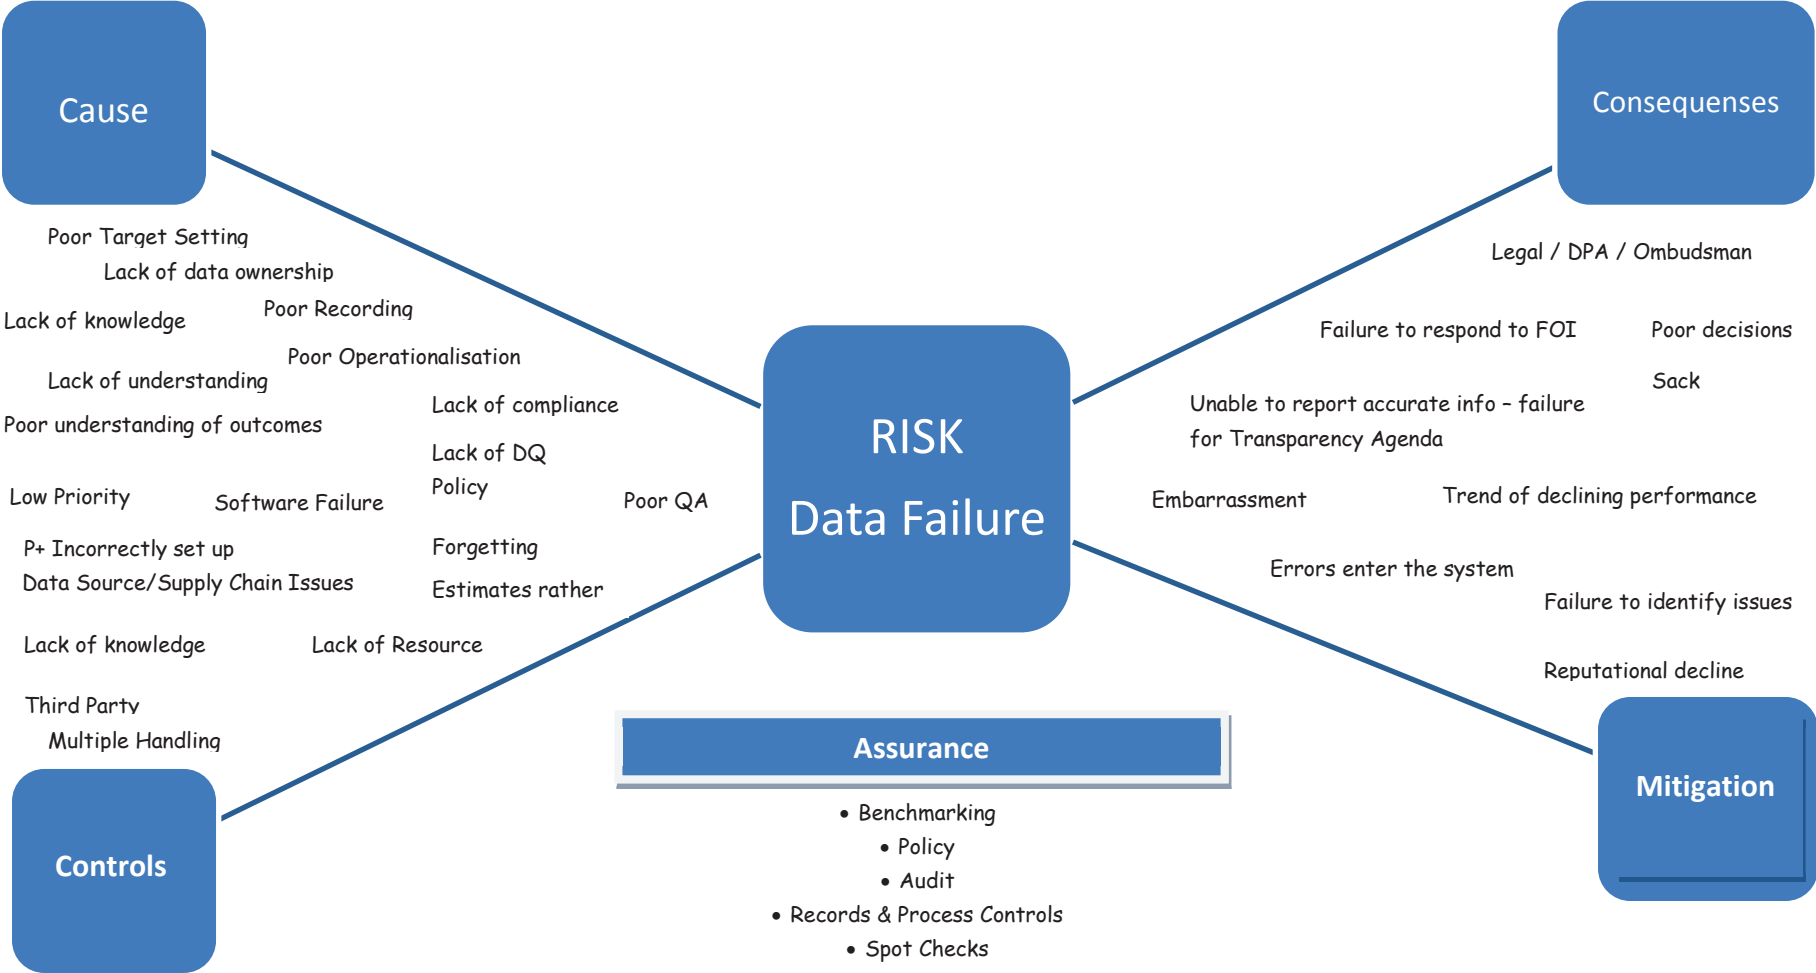 Cause
Consequenses
Poor Target Setting
Lack of data ownership
Lack of knowledge
Poor Recording
Poor Operationalisation
Lack of understanding
Lack of compliance
Poor understanding of outcomes
Lack of DQ
Policy
Low Priority
Software Failure
Poor QA
P+ Incorrectly set up
Forgetting
Data Source/Supply Chain Issues
Estimates rather
Lack of knowledge
Lack of Resource
Third Party
Multiple Handling
RISK
Data Failure
Legal / DPA / Ombudsman
Failure to respond to FOI
Poor decisions
Sack
Unable to report accurate info – failure
for Transparency Agenda
Embarrassment
Trend of declining performance
Errors enter the system
Failure to identify issues
Reputational decline
Controls
Assurance
• Benchmarking
• Policy
• Audit
• Records & Process Controls
• Spot Checks
Mitigation